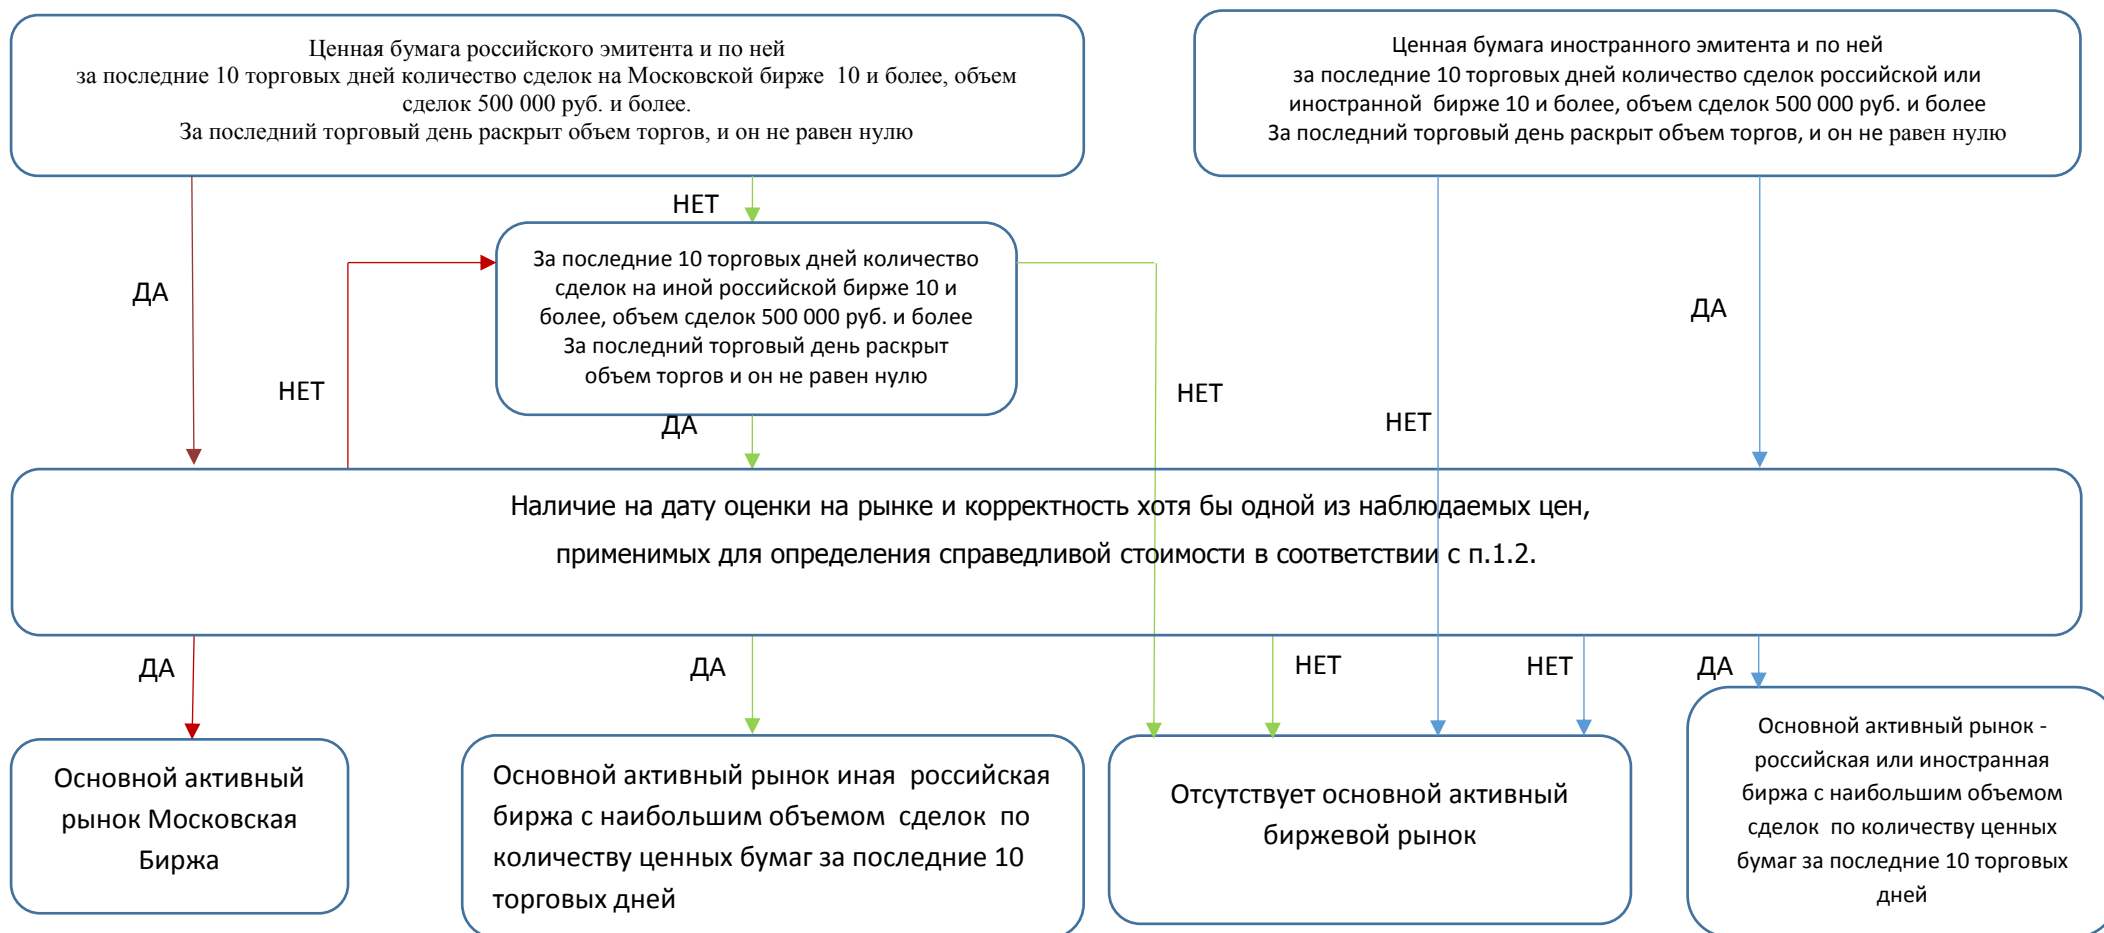 Ценная бумага российского эмитента и по ней
за последние 10 торговых дней количество сделок на Московской бирже 10 и более, объем
сделок 500 000 руб. и более.
За последний торговый день раскрыт объем торгов, и он не равен нулю
Ценная бумага иностранного эмитента и по ней
за последние 10 торговых дней количество сделок российской или
иностранной бирже 10 и более, объем сделок 500 000 руб. и более
За последний торговый день раскрыт объем торгов, и он не равен нулю
НЕТ
За последние 10 торговых дней количество
сделок на иной российской бирже 10 и
более, объем сделок 500 000 руб. и более
За последний торговый день раскрыт
объем торгов и он не равен нулю
ДА
ДА
НЕТ
НЕТ
НЕТ
ДА
Наличие на дату оценки на рынке и корректность хотя бы одной из наблюдаемых цен,
применимых для определения справедливой стоимости в соответствии с п.1.2.
ДА
ДА
НЕТ
НЕТ
ДА
Основной активный
рынок Московская
Биржа
Основной активный рынок иная российская
биржа с наибольшим объемом сделок по
количеству ценных бумаг за последние 10
торговых дней
Отсутствует основной активный
биржевой рынок
Основной активный рынок -
российская или иностранная
биржа с наибольшим объемом
сделок по количеству ценных
бумаг за последние 10 торговых
дней